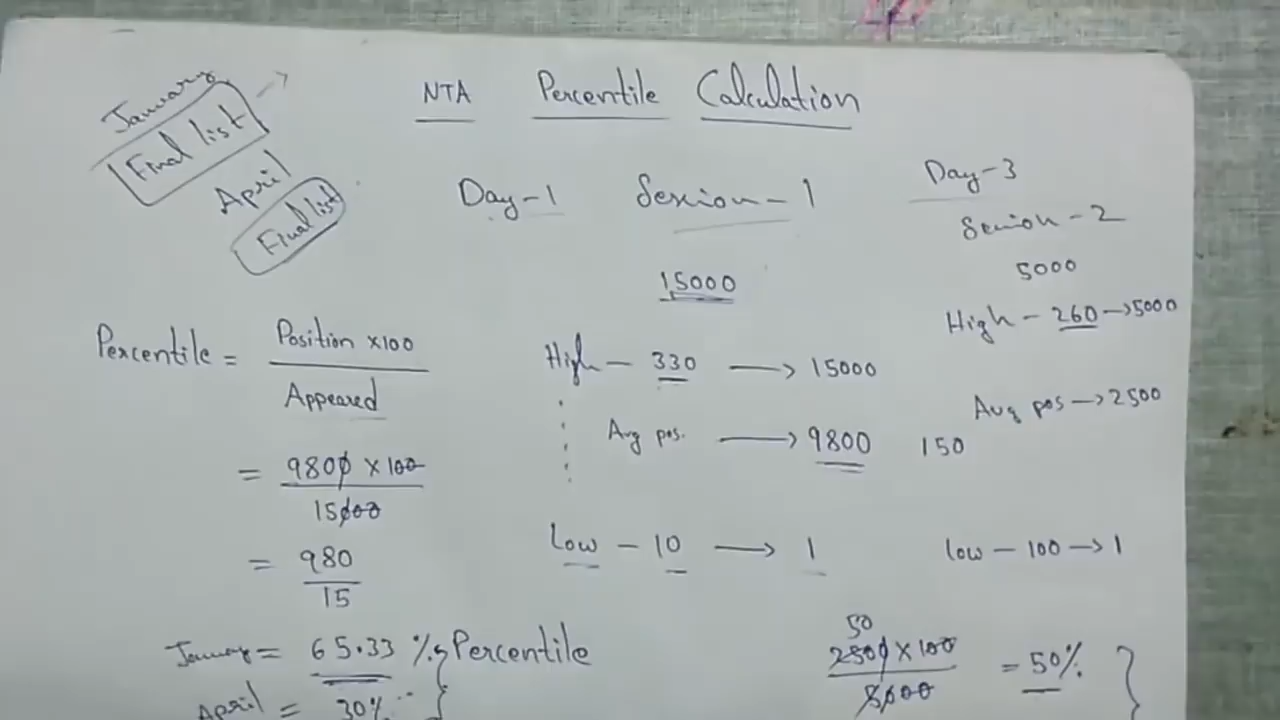 NTA Percentile Calculation
January
Final list
April
Final list
Day-1 Session-1
15000
Day-3
Session-2
5000
High - 260 → 5000
Avg pos → 2500
150
low - 100 → 1
Percentile = Position x100
Appeared
High - 330 → 15000
Avg pos. → 9800
Low - 10 → 1
= 9800 x 100
15000
= 980
15
January = 65.33 % Percentile
April = 30%
50
2500 x 100 = 50%
5000